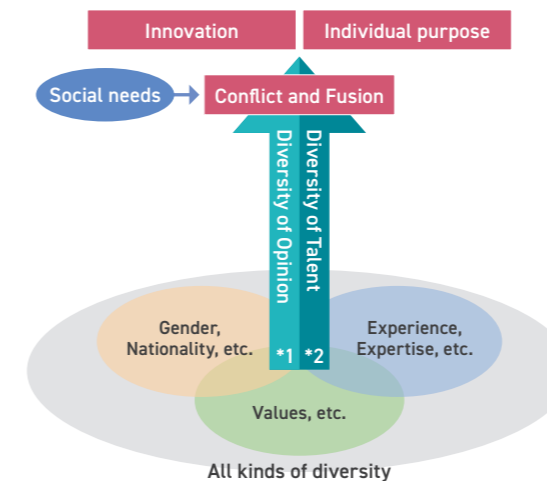 Innovation
Individual purpose
Social needs
Conflict and Fusion
Diversity of Opinion
Diversity of Talent
*1
*2
Gender,
Nationality, etc.
Experience,
Expertise, etc.
Values, etc.
All kinds of diversity